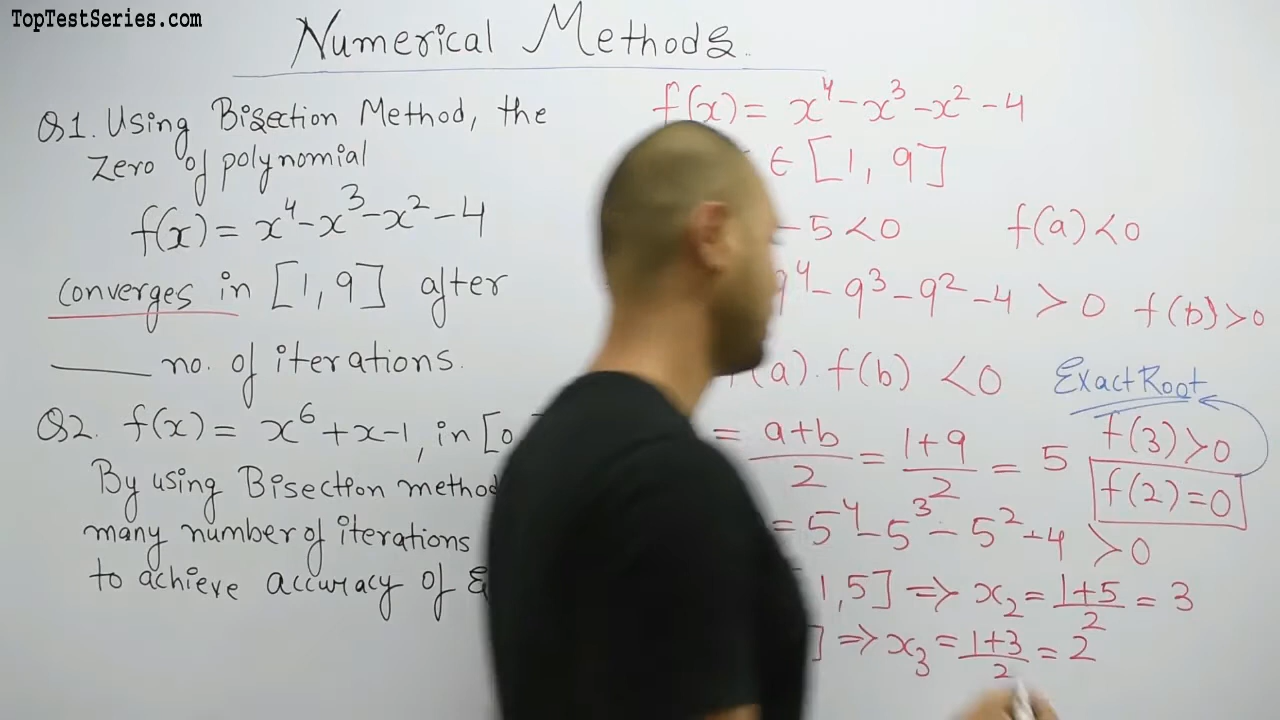 TopTestSeries.com
Numerical Methods
Q1. Using Bisection Method, the
zero of polynomial
f(x) = x⁴-x³-x²-4
converges in [1, 9] after
_____ no. of iterations.
Q2. f(x) = x⁶+x-1, in [0,
By using Bisection method
many number of iterations
to achieve accuracy of
f(x) = x⁴-x³-x²-4
∈ [1, 9]
-5 < 0 f(a) < 0
9⁴-9³-9²-4 > 0 f(b) > 0
f(a). f(b) < 0
Exact Root
= a+b/2 = 1+9/2 = 5
f(3) > 0
f(2) = 0
= 5⁴-5³-5²-4 > 0
1,5] => x₂ = 1+5/2 = 3
] => x₃ = 1+3/2 = 2